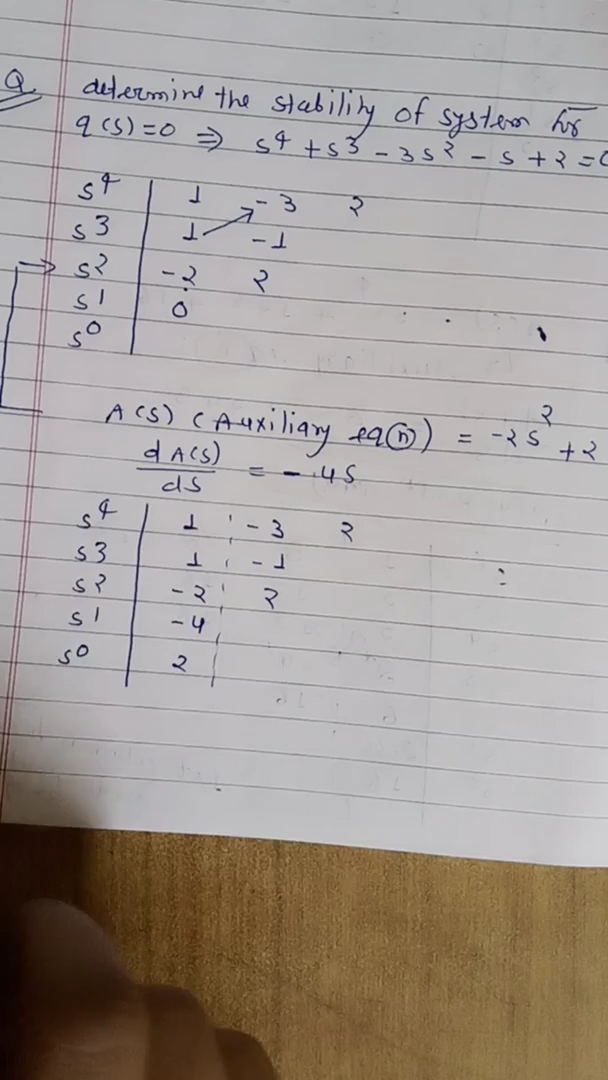 Q determine the stability of system for
q(s)=0 ⇒ s⁴ + s³ - 3s² - s + 2 = 0
s⁴ 1 -3 2
s³ 1 -1
s² -2 2
s¹ 0
s⁰
A(s) (Auxiliary eq(n)) = -2s² + 2
dA(s)/ds = -4s
s⁴ 1 -3 2
s³ 1 -1
s² -2 2
s¹ -4
s⁰ 2